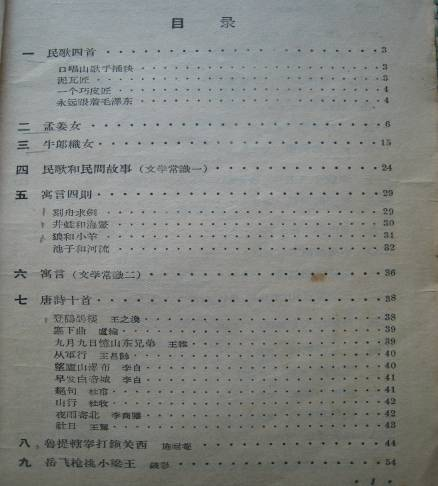 目录
一 民歌四首 3
口唱山歌手插秧 3
泥瓦匠 3
一个巧皮匠 4
永远跟着毛澤东 4
二 孟姜女 6
三 牛郎織女 15
四 民歌和民間故事（文学常識一） 24
五 寓言四則 29
刻舟求劍 29
井蛙和海鱉 30
狼和小羊 31
池子和河流 32
六 寓言（文学常識二） 36
七 唐詩十首 38
登鸛鵲楼 王之渙 38
塞下曲 盧綸 39
九月九日憶山东兄弟 王維 39
从軍行 王昌齡 40
望廬山瀑布 李白 40
早发白帝城 李白 41
絕句 杜甫 41
山行 杜牧 42
夜雨寄北 李商隱 42
社日 王駕 43
八 魯提轄拳打鎮关西 施耐庵 44
九 岳飞枪挑小梁王 錢彩 54
1